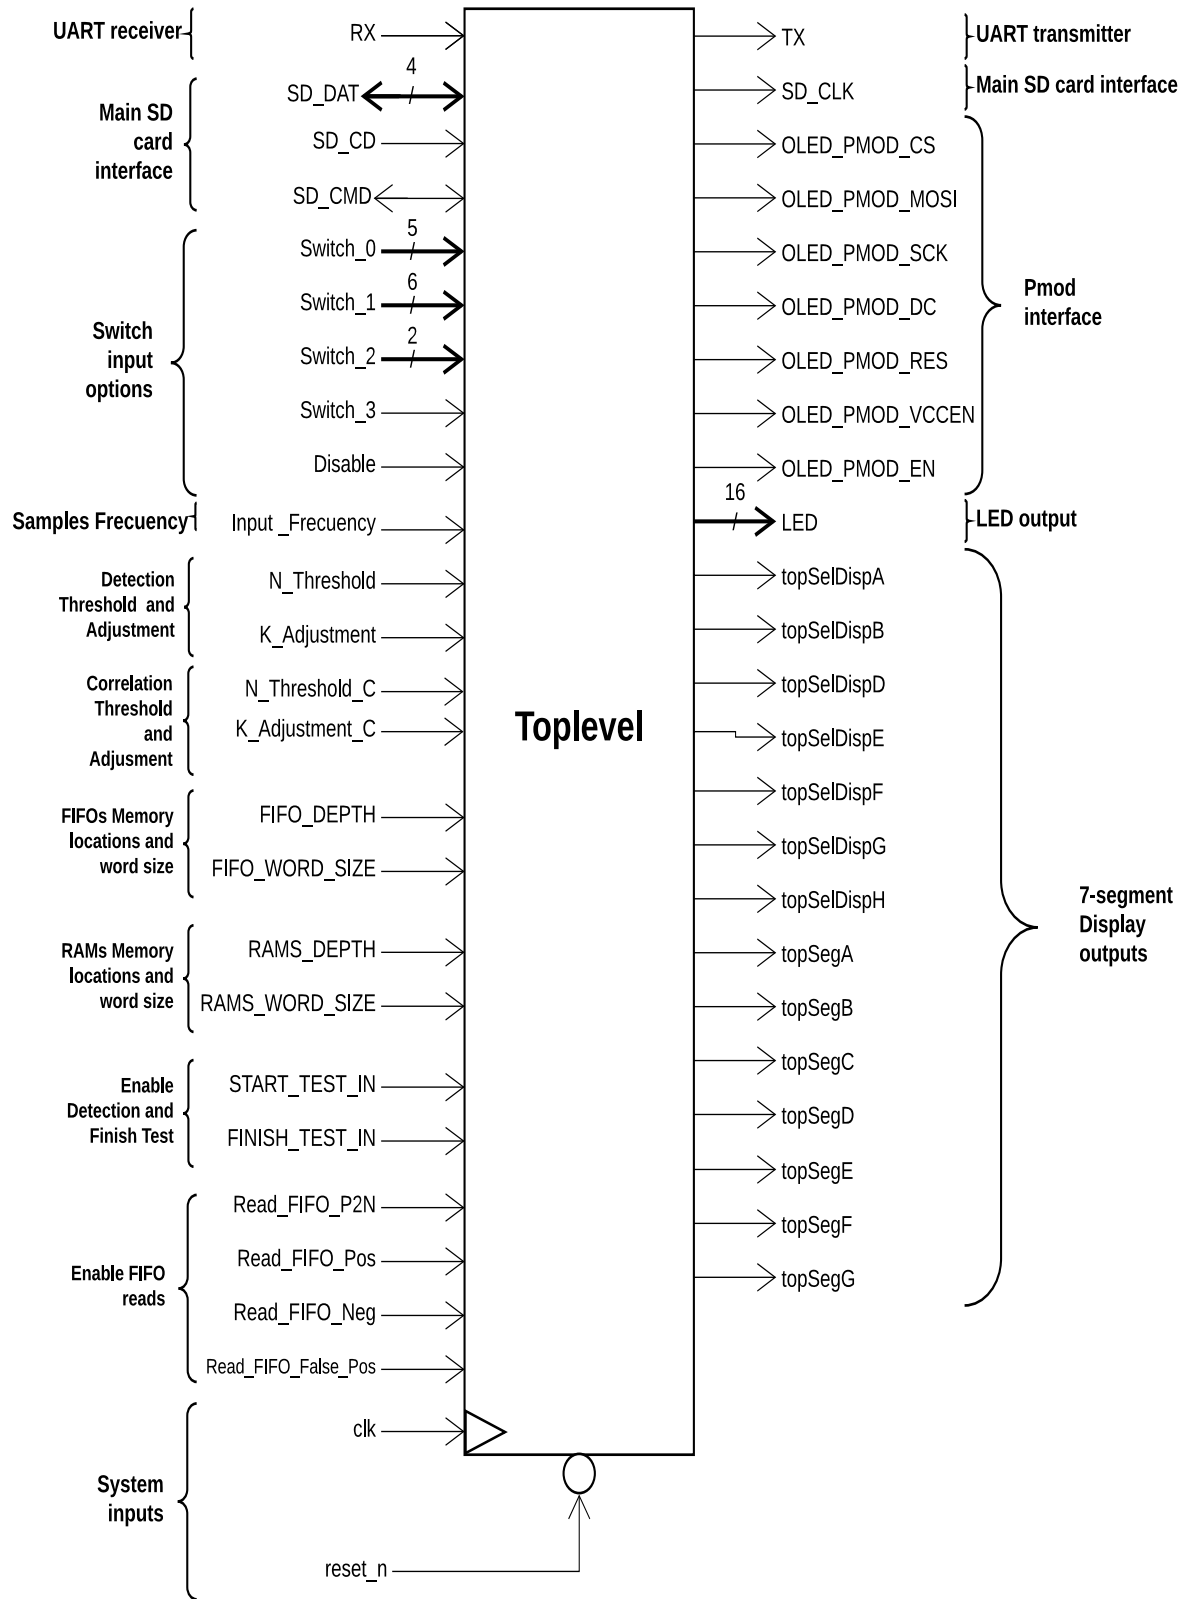 UART receiver
RX
TX
UART transmitter
4
SD_DAT
SD_CLK
Main SD card interface
Main SD
card
interface
SD_CD
SD_CMD
OLED_PMOD_CS
OLED_PMOD_MOSI
OLED_PMOD_SCK
OLED_PMOD_DC
OLED_PMOD_RES
OLED_PMOD_VCCEN
OLED_PMOD_EN
Pmod
interface
Switch
input
options
5
Switch_0
6
Switch_1
2
Switch_2
Switch_3
Disable
16
LED
LED output
Samples Frecuency
Input _Frecuency
Detection
Threshold and
Adjustment
N_Threshold
K_Adjustment
Correlation
Threshold
and
Adjusment
N_Threshold_C
K_Adjustment_C
Toplevel
FIFOs Memory
locations and
word size
FIFO_DEPTH
FIFO_WORD_SIZE
RAMs Memory
locations and
word size
RAMS_DEPTH
RAMS_WORD_SIZE
Enable
Detection and
Finish Test
START_TEST_IN
FINISH_TEST_IN
Enable FIFO
reads
Read_FIFO_P2N
Read_FIFO_Pos
Read_FIFO_Neg
Read_FIFO_False_Pos
System
inputs
clk
reset_n
topSelDispA
topSelDispB
topSelDispD
topSelDispE
topSelDispF
topSelDispG
topSelDispH
topSegA
topSegB
topSegC
topSegD
topSegE
topSegF
topSegG
7-segment
Display
outputs